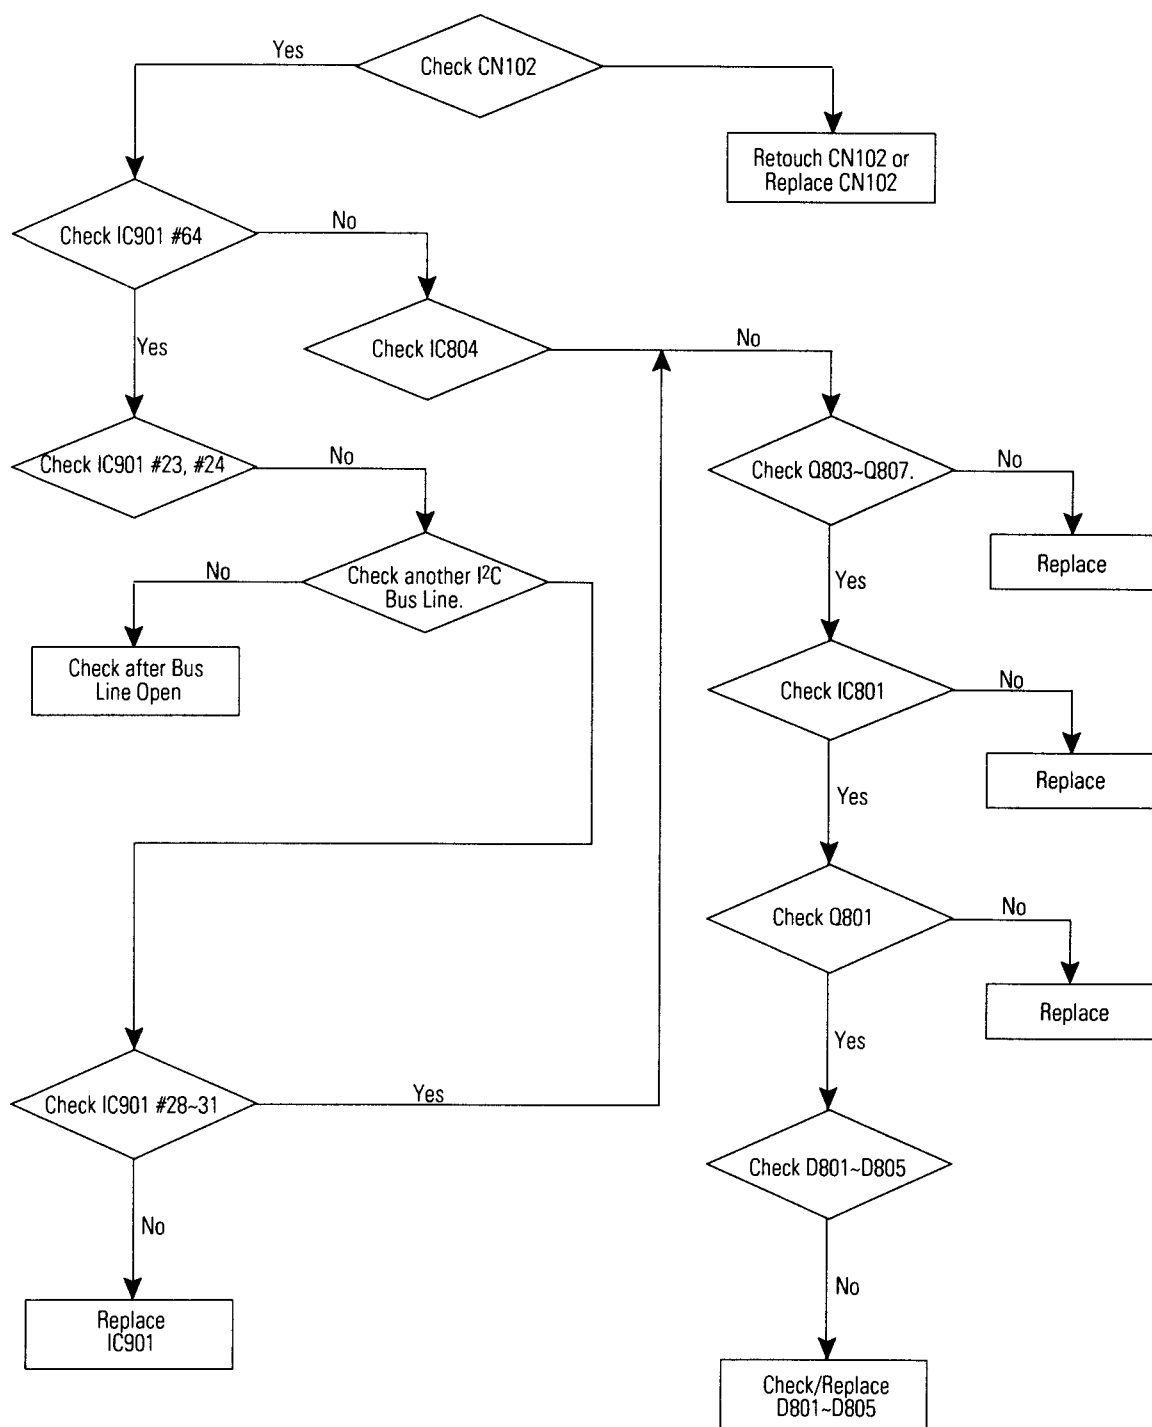 Yes
Check CN102
Retouch CN102 or
Replace CN102
Check IC901 #64
No
Yes
Check IC804
No
Check IC901 #23, #24
No
Check Q803~Q807.
No
Replace
No
Check another I²C
Bus Line.
Yes
Check after Bus
Line Open
Check IC801
No
Replace
Yes
Check Q801
No
Replace
Yes
Check IC901 #28~31
Yes
Check D801~D805
No
No
Replace
IC901
Check/Replace
D801~D805